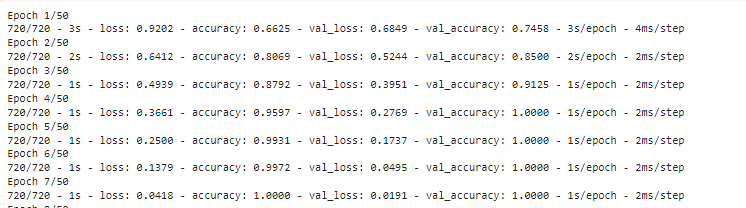 Epoch 1/50
720/720 - 3s - loss: 0.9202 - accuracy: 0.6625 - val_loss: 0.6849 - val_accuracy: 0.7458 - 3s/epoch - 4ms/step
Epoch 2/50
720/720 - 2s - loss: 0.6412 - accuracy: 0.8069 - val_loss: 0.5244 - val_accuracy: 0.8500 - 2s/epoch - 2ms/step
Epoch 3/50
720/720 - 1s - loss: 0.4939 - accuracy: 0.8792 - val_loss: 0.3951 - val_accuracy: 0.9125 - 1s/epoch - 2ms/step
Epoch 4/50
720/720 - 1s - loss: 0.3661 - accuracy: 0.9597 - val_loss: 0.2769 - val_accuracy: 1.0000 - 1s/epoch - 2ms/step
Epoch 5/50
720/720 - 1s - loss: 0.2500 - accuracy: 0.9931 - val_loss: 0.1737 - val_accuracy: 1.0000 - 1s/epoch - 2ms/step
Epoch 6/50
720/720 - 1s - loss: 0.1379 - accuracy: 0.9972 - val_loss: 0.0495 - val_accuracy: 1.0000 - 1s/epoch - 2ms/step
Epoch 7/50
720/720 - 1s - loss: 0.0418 - accuracy: 1.0000 - val_loss: 0.0191 - val_accuracy: 1.0000 - 1s/epoch - 2ms/step